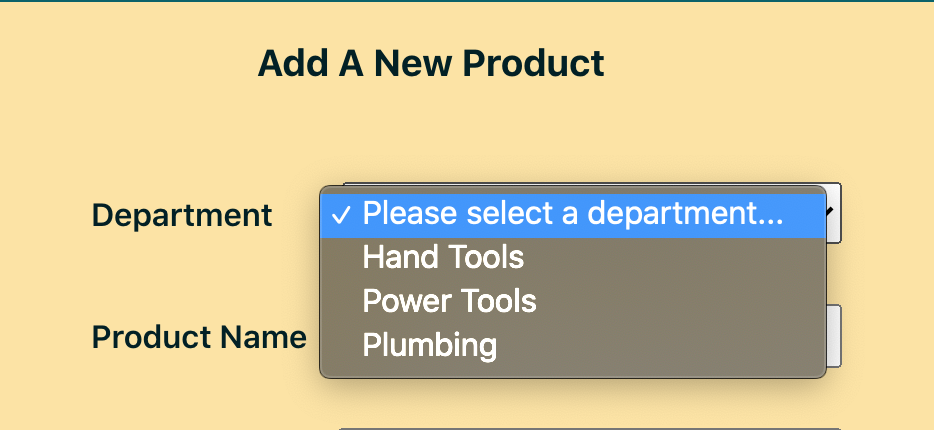 Add A New Product
Department
✓ Please select a department...
Hand Tools
Power Tools
Plumbing
Product Name